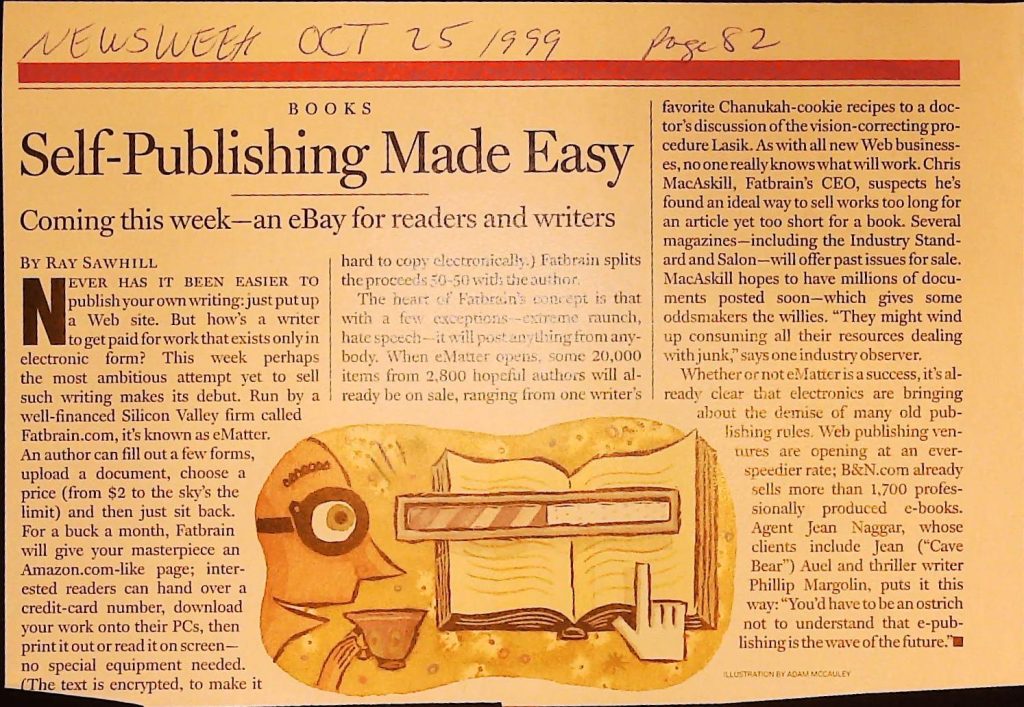 NEWSWEEK OCT 25 1999 page 82
BOOKS
Self-Publishing Made Easy
Coming this week—an eBay for readers and writers
BY RAY SAWHILL
NEVER HAS IT BEEN EASIER TO
publish your own writing: just put up
a Web site. But how's a writer
to get paid for work that exists only in
electronic form? This week perhaps
the most ambitious attempt yet to sell
such writing makes its debut. Run by a
well-financed Silicon Valley firm called
Fatbrain.com, it's known as eMatter.
An author can fill out a few forms,
upload a document, choose a
price (from $2 to the sky's the
limit) and then just sit back.
For a buck a month, Fatbrain
will give your masterpiece an
Amazon.com-like page; inter-
ested readers can hand over a
credit-card number, download
your work onto their PCs, then
print it out or read it on screen—
no special equipment needed.
(The text is encrypted, to make it
hard to copy electronically.) Fatbrain splits
the proceeds 50-50 with the author.
The heart of Fatbrain's concept is that
with a few exceptions—extreme raunch,
hate speech—it will post anything from any-
body. When eMatter opens, some 20,000
items from 2,800 hopeful authors will al-
ready be on sale, ranging from one writer's
favorite Chanukah-cookie recipes to a doc-
tor's discussion of the vision-correcting pro-
cedure Lasik. As with all new Web business-
es, no one really knows what will work. Chris
MacAskill, Fatbrain's CEO, suspects he's
found an ideal way to sell works too long for
an article yet too short for a book. Several
magazines—including the Industry Stand-
ard and Salon—will offer past issues for sale.
MacAskill hopes to have millions of docu-
ments posted soon—which gives some
oddsmakers the willies. "They might wind
up consuming all their resources dealing
with junk," says one industry observer.
Whether or not eMatter is a success, it's al-
ready clear that electronics are bringing
about the demise of many old pub-
lishing rules. Web publishing ven-
tures are opening at an ever-
speedier rate; B&N.com already
sells more than 1,700 profes-
sionally produced e-books.
Agent Jean Naggar, whose
clients include Jean ("Cave
Bear") Auel and thriller writer
Phillip Margolin, puts it this
way: "You'd have to be an ostrich
not to understand that e-pub-
lishing is the wave of the future."
ILLUSTRATION BY ADAM MCCAULEY